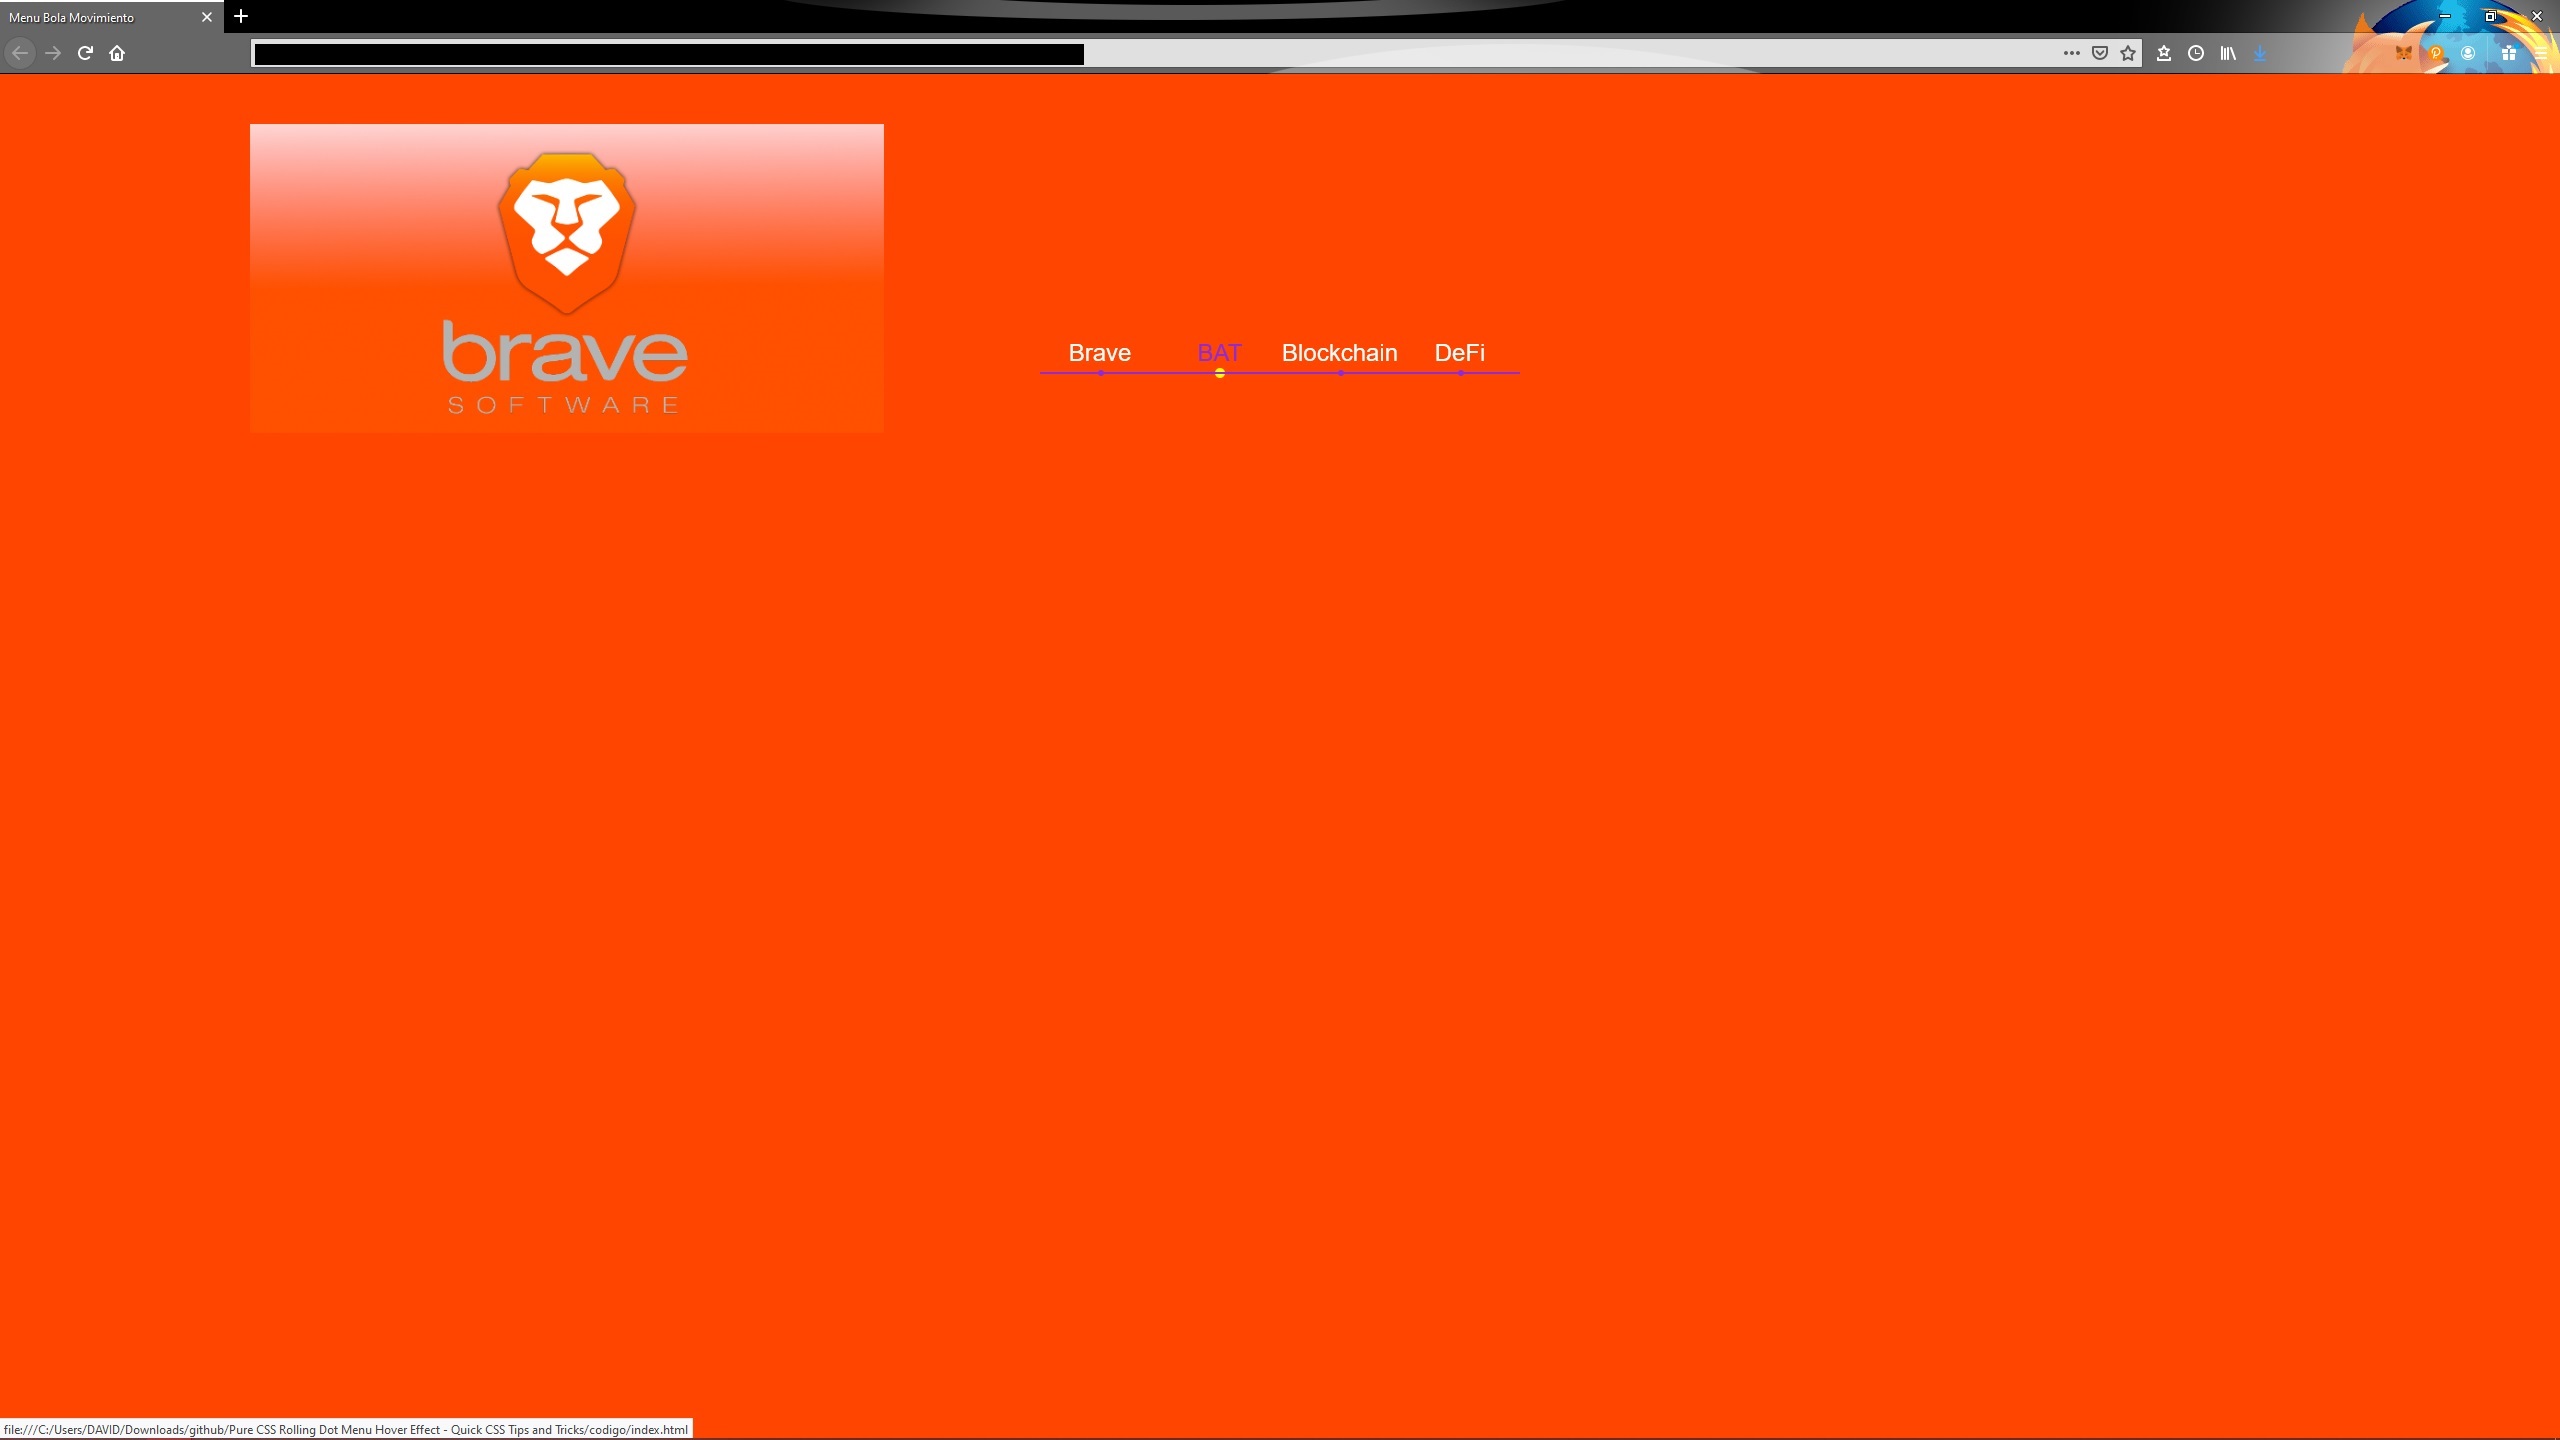 Menu Bola Movimiento
brave
SOFTWARE
Brave BAT Blockchain DeFi
file:///C:/Users/DAVID/Downloads/github/Pure CSS Rolling Dot Menu Hover Effect - Quick CSS Tips and Tricks/codigo/index.html